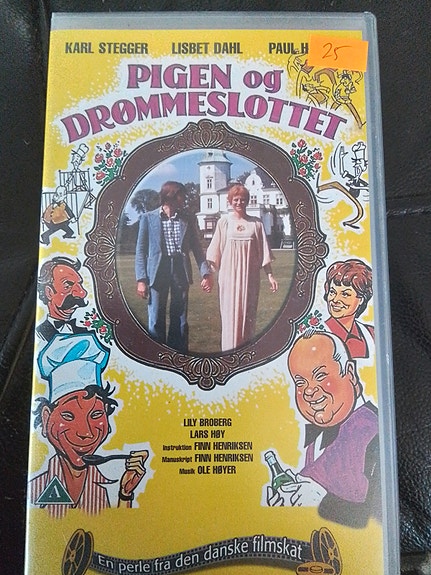 KARL STEGGER LISBET DAHL PAUL H
25
PIGEN og
DRØMMESLOTTET
LILY BROBERG
LARS HØY
Instruktion FINN HENRIKSEN
Manuskript FINN HENRIKSEN
Musik OLE HØYER
A
En perle fra den danske filmskat